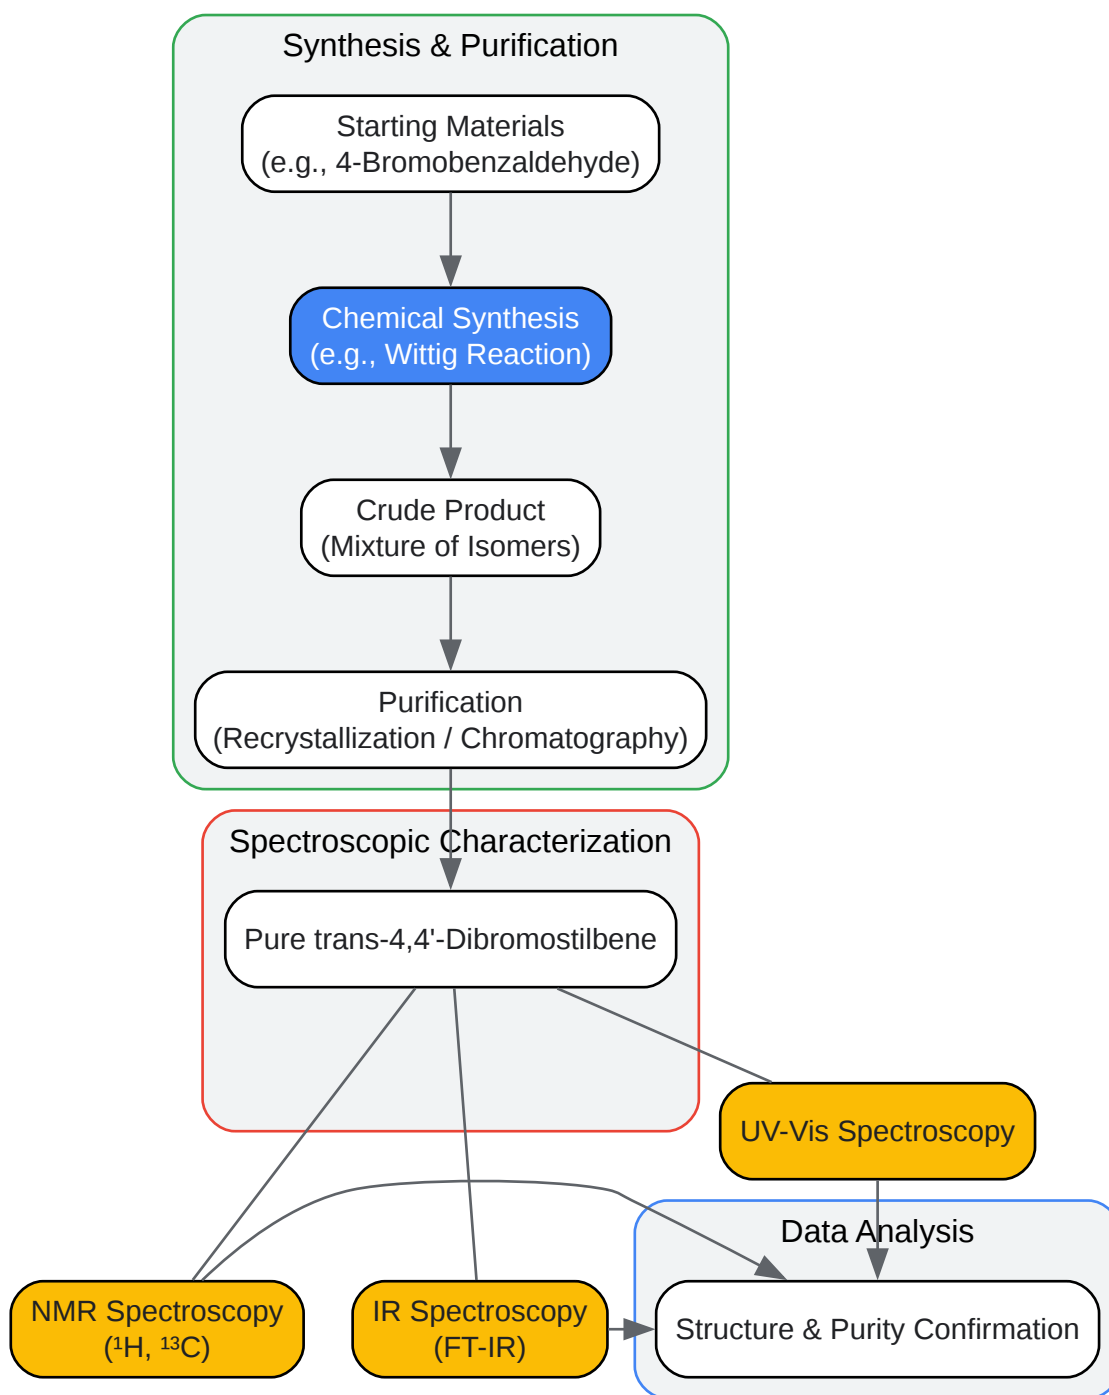 Synthesis & Purification
Starting Materials
(e.g., 4-Bromobenzaldehyde)
Chemical Synthesis
(e.g., Wittig Reaction)
Crude Product
(Mixture of Isomers)
Purification
(Recrystallization / Chromatography)
Spectroscopic Characterization
Pure trans-4,4'-Dibromostilbene
UV-Vis Spectroscopy
Data Analysis
NMR Spectroscopy
(¹H, ¹³C)
IR Spectroscopy
(FT-IR)
Structure & Purity Confirmation